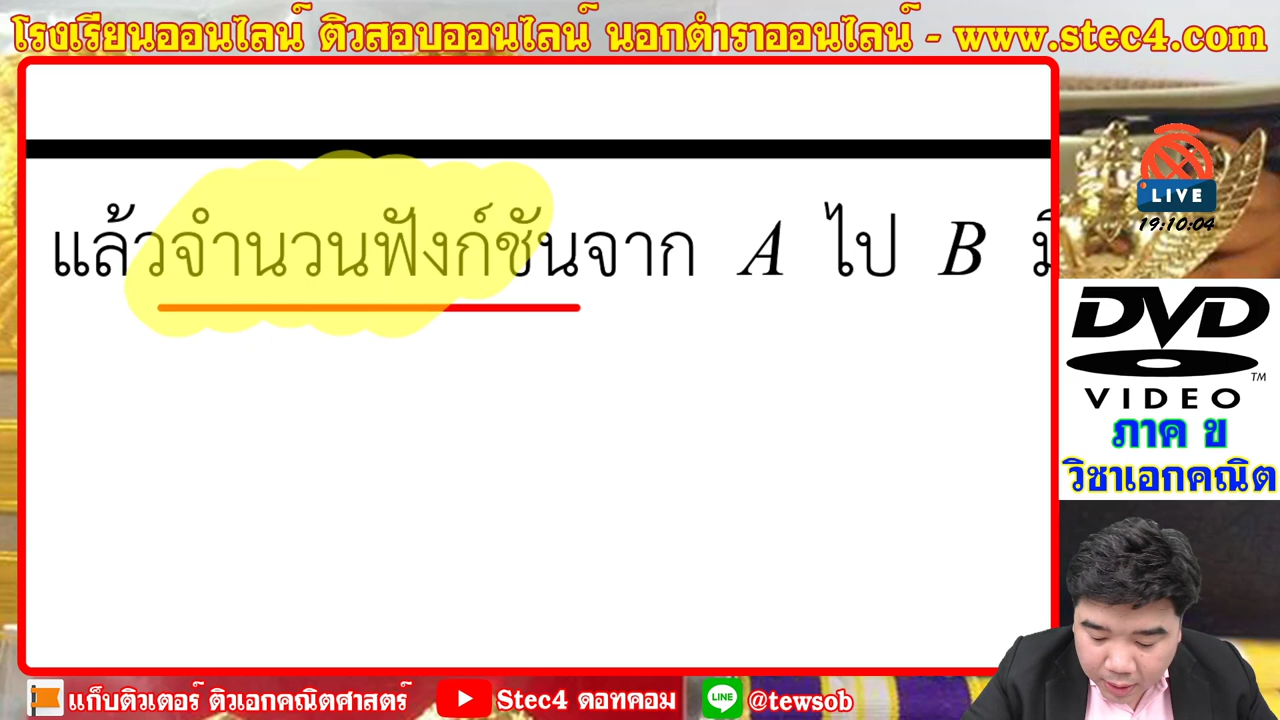 โรงเรียนออนไลน์ ติวสอบออนไลน์ นอกตำราออนไลน์ - www.stec4.com
แล้วจำนวนฟังก์ชันจาก A ไป B มี
LIVE
19:10:04
DVD
TM
VIDEO
ภาค ข
วิชาเอกคณิต
แก๊บติวเตอร์ ติวเอกคณิตศาสตร์
Stec4 ดอทคอม
LINE
@tewsob